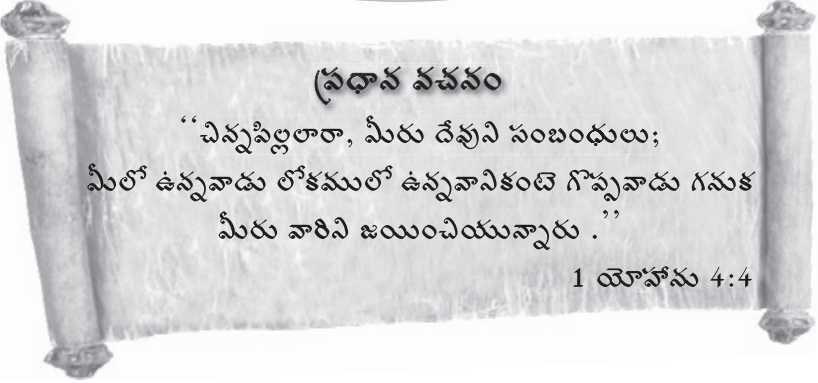 ప్రధాన వచనం
‘‘చిన్నపిల్లలారా, మీరు దేవుని సంబంధులు;
మీలో ఉన్నవాడు లోకములో ఉన్నవానికంటె గొప్పవాడు గనుక
మీరు వారిని జయించియున్నారు .’’
1 యోహాను 4:4